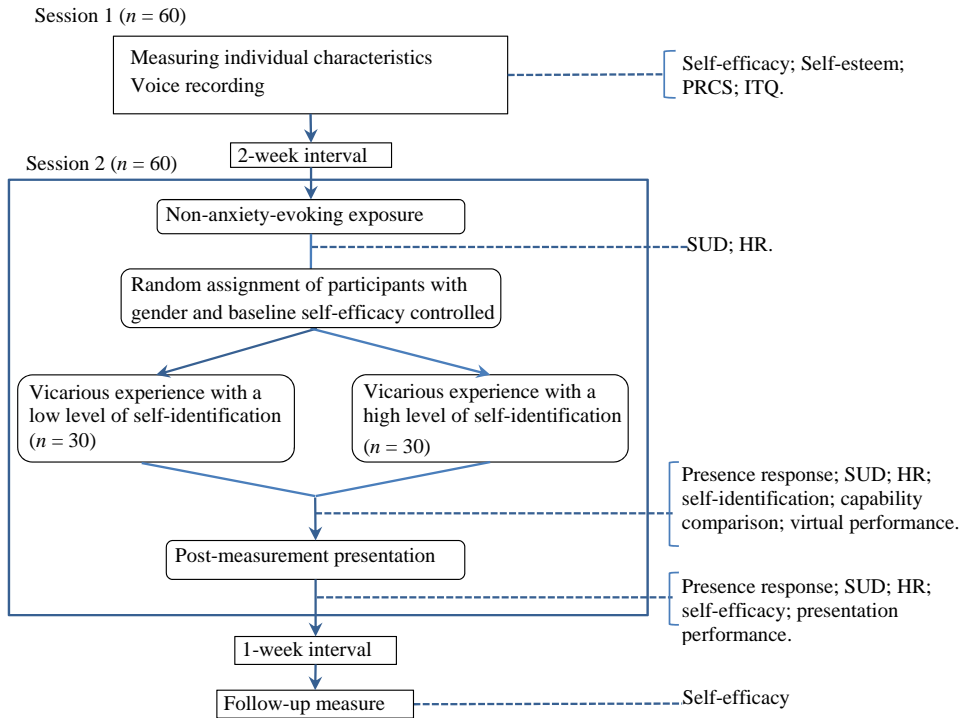 Session 1 (n = 60)
Measuring individual characteristics
Voice recording
Self-efficacy; Self-esteem;
PRCS; ITQ.
2-week interval
Session 2 (n = 60)
Non-anxiety-evoking exposure
SUD; HR.
Random assignment of participants with
gender and baseline self-efficacy controlled
Vicarious experience with a
low level of self-identification
(n = 30)
Vicarious experience with a
high level of self-identification
(n = 30)
Presence response; SUD; HR;
self-identification; capability
comparison; virtual performance.
Post-measurement presentation
Presence response; SUD; HR;
self-efficacy; presentation
performance.
1-week interval
Follow-up measure
Self-efficacy